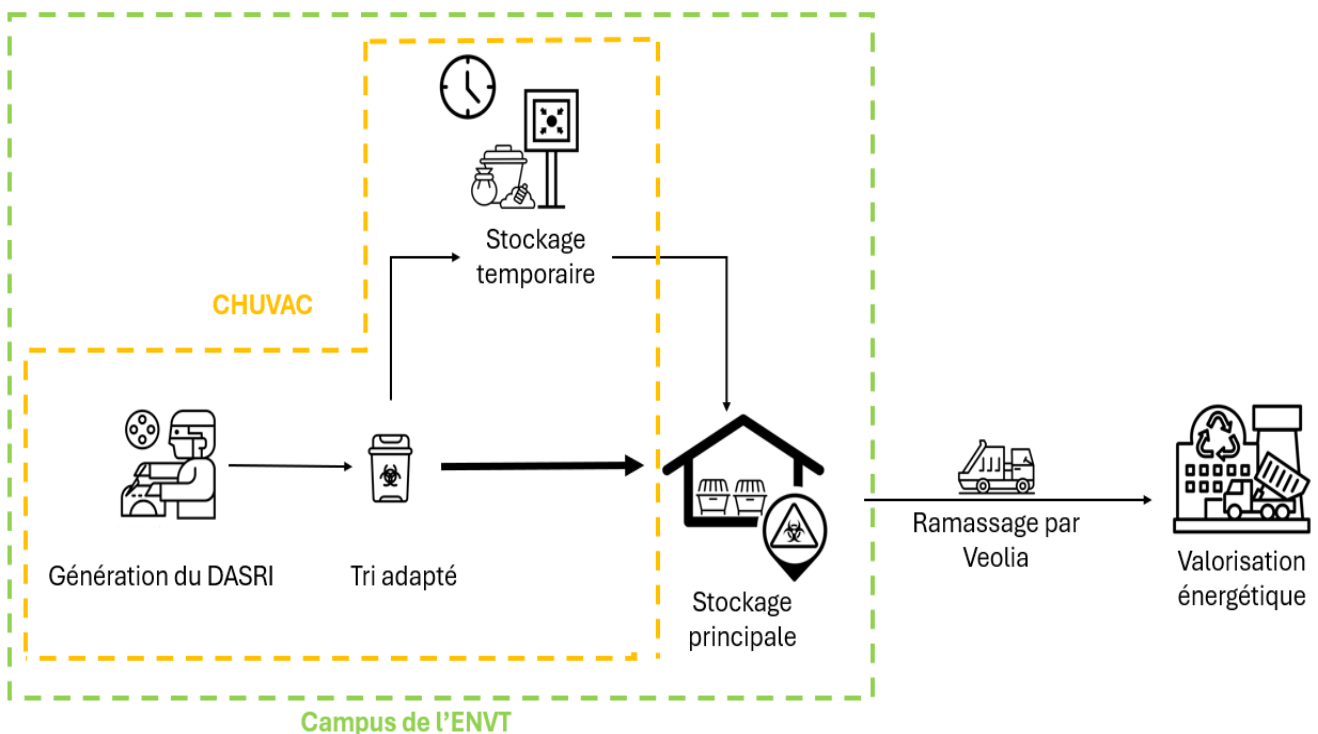 Stockage
temporaire
CHUVAC
Génération du DASRI
Tri adapté
Stockage
principale
Ramassage par
Veolia
Valorisation
énergétique
Campus de l'ENVT